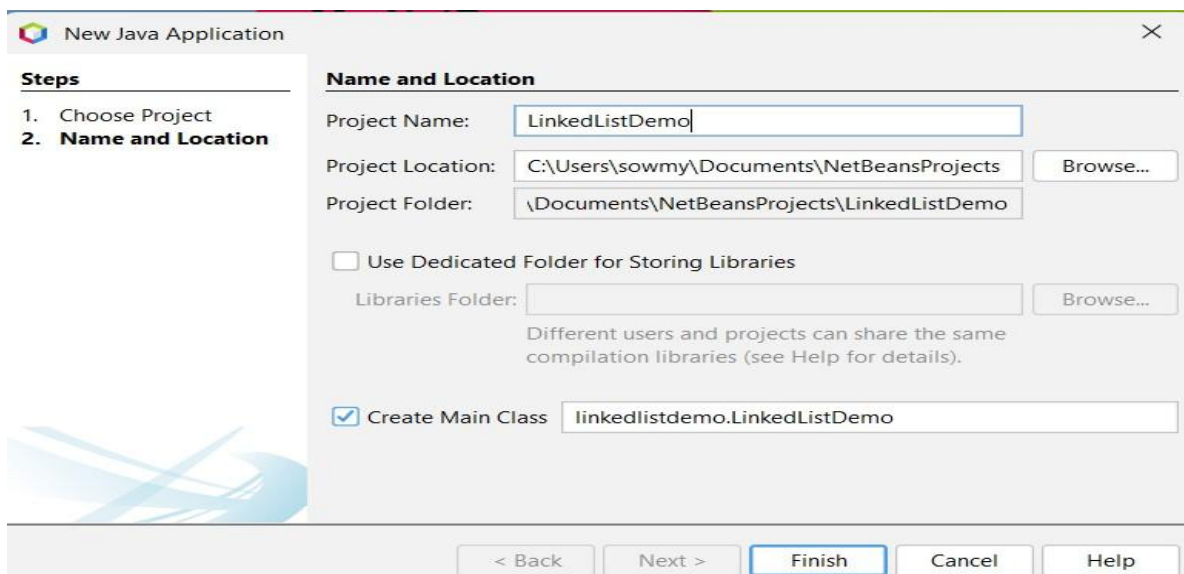 New Java Application
Steps
1. Choose Project
2. Name and Location
Name and Location
Project Name: LinkedListDemo
Project Location: C:\Users\sowmy\Documents\NetBeansProjects Browse...
Project Folder: \Documents\NetBeansProjects\LinkedListDemo
Use Dedicated Folder for Storing Libraries
Libraries Folder: Browse...
Different users and projects can share the same
compilation libraries (see Help for details).
Create Main Class linkedlistdemo.LinkedListDemo
< Back Next > Finish Cancel Help